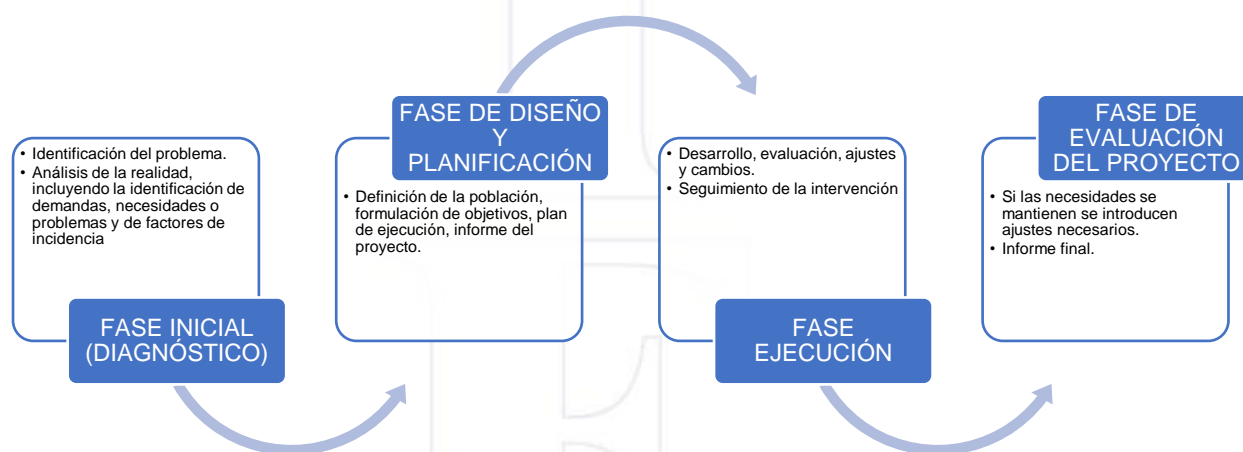 • Identificación del problema.
• Análisis de la realidad,
incluyendo la identificación de
demandas, necesidades o
problemas y de factores de
incidencia
FASE INICIAL
(DIAGNÓSTICO)
FASE DE DISEÑO
Y
PLANIFICACIÓN
• Definición de la población,
formulación de objetivos, plan
de ejecución, informe del
proyecto.
• Desarrollo, evaluación, ajustes
y cambios.
• Seguimiento de la intervención
FASE
EJECUCIÓN
FASE DE
EVALUACIÓN
DEL PROYECTO
• Si las necesidades se
mantienen se introducen
ajustes necesarios.
• Informe final.